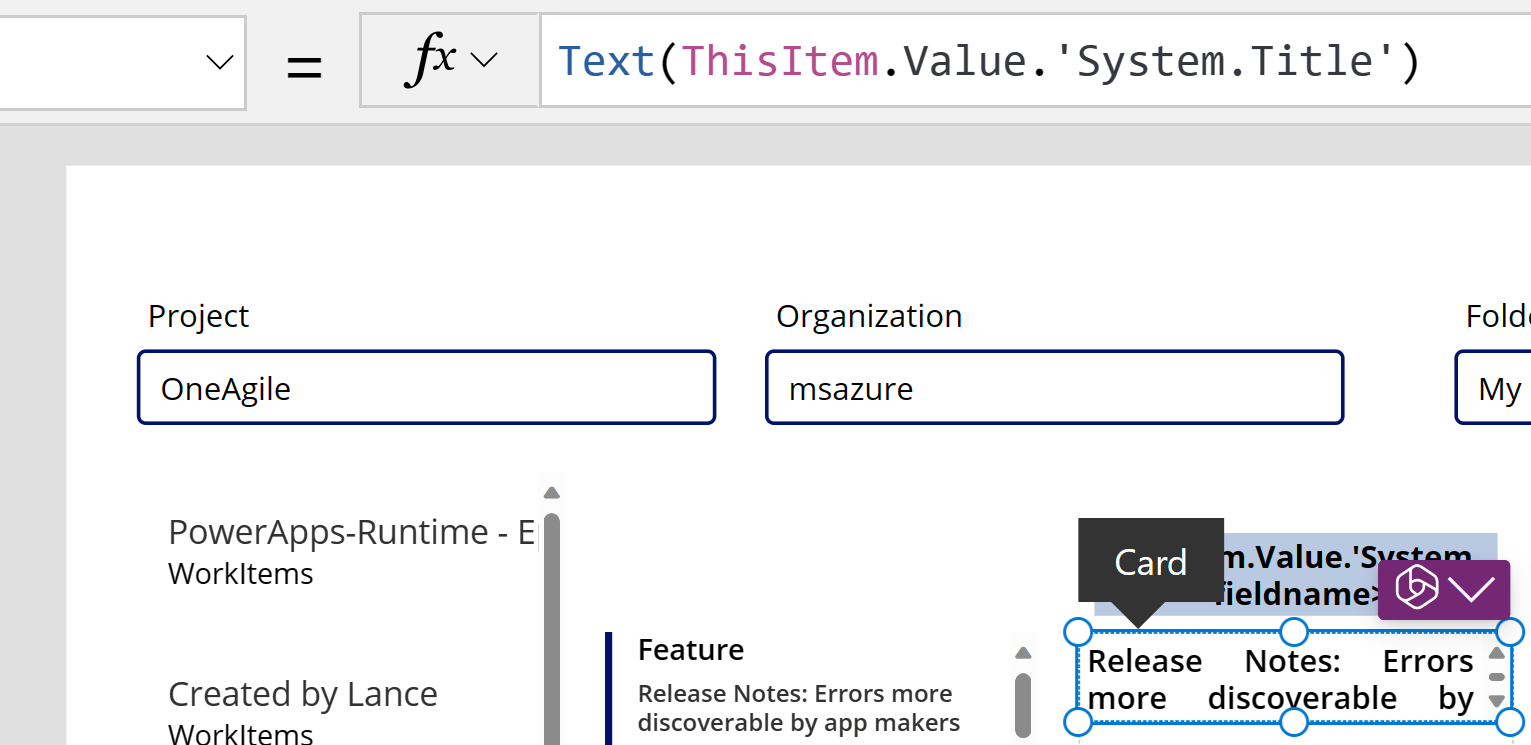 = fx Text(ThisItem.Value.'System.Title')
Project
Organization
OneAgile
msazure
My
PowerApps-Runtime -
WorkItems
Card
m.Value.'System
fieldname>
Feature
Release Notes: Errors more
discoverable by app makers
Release Notes: Errors
more discoverable by
Created by Lance
WorkItems